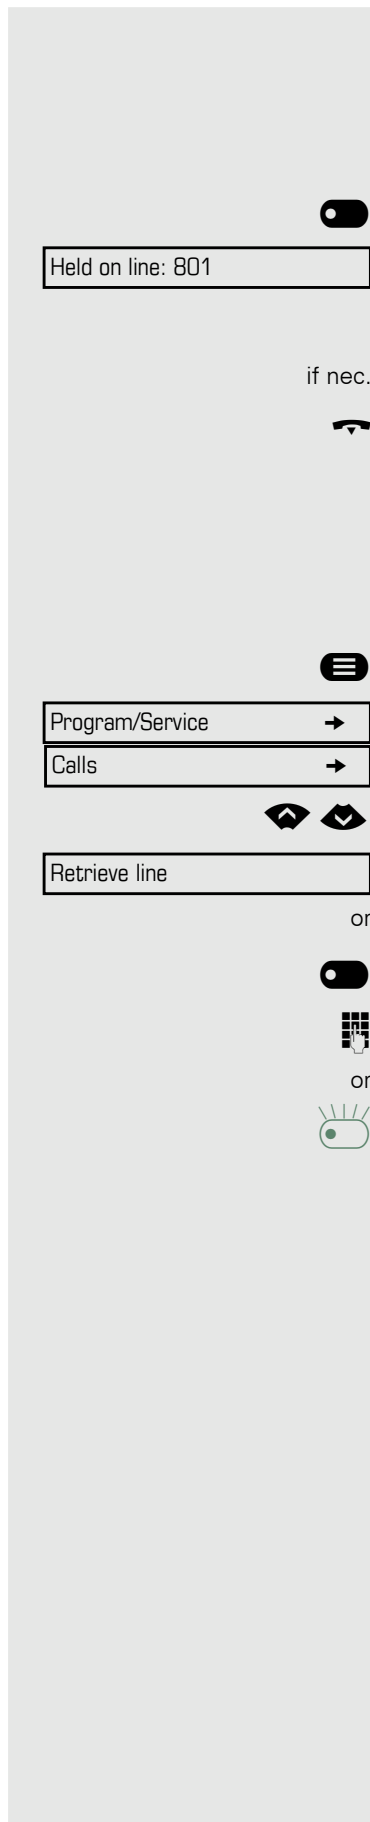 Held on line: 801
if nec.
Program/Service
Calls
Retrieve line
or
or